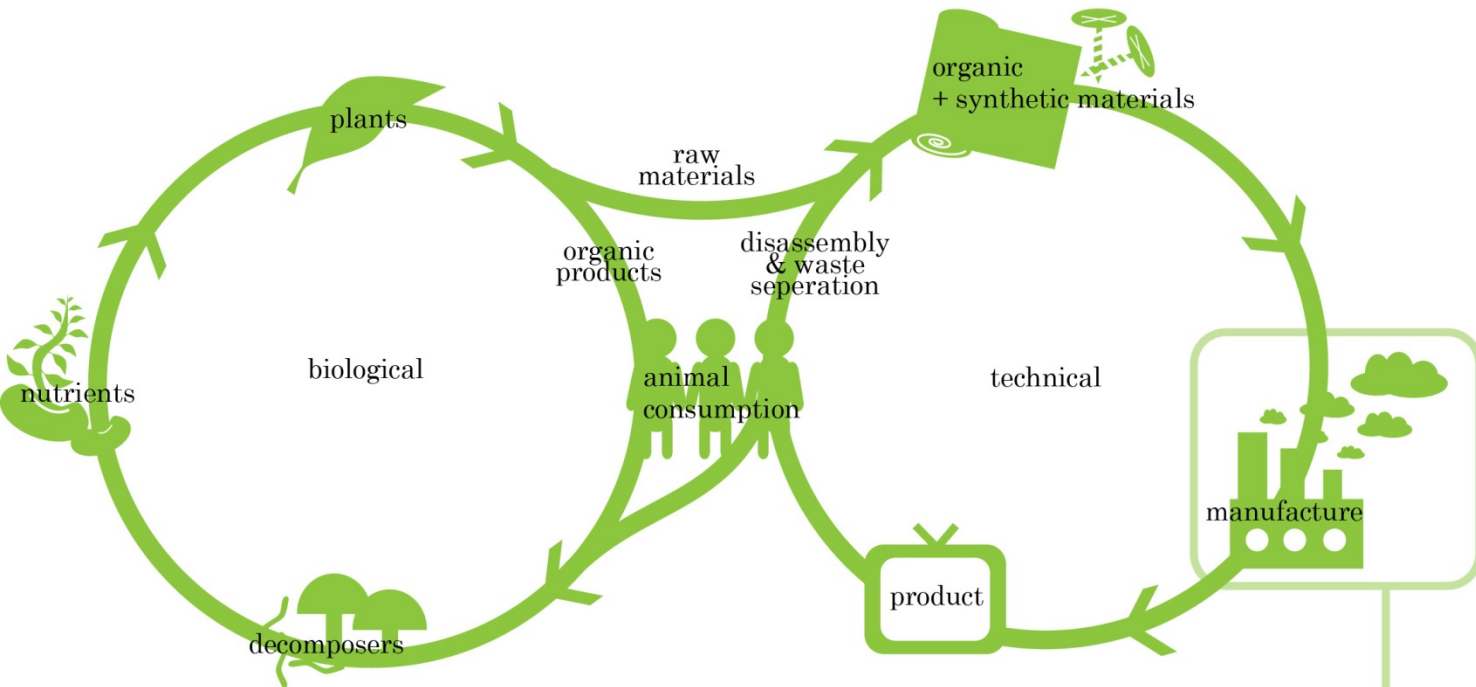 plants
organic
+ synthetic materials
raw
materials
organic
products
disassembly
& waste
seperation
biological
animal
consumption
technical
nutrients
manufacture
product
decomposers